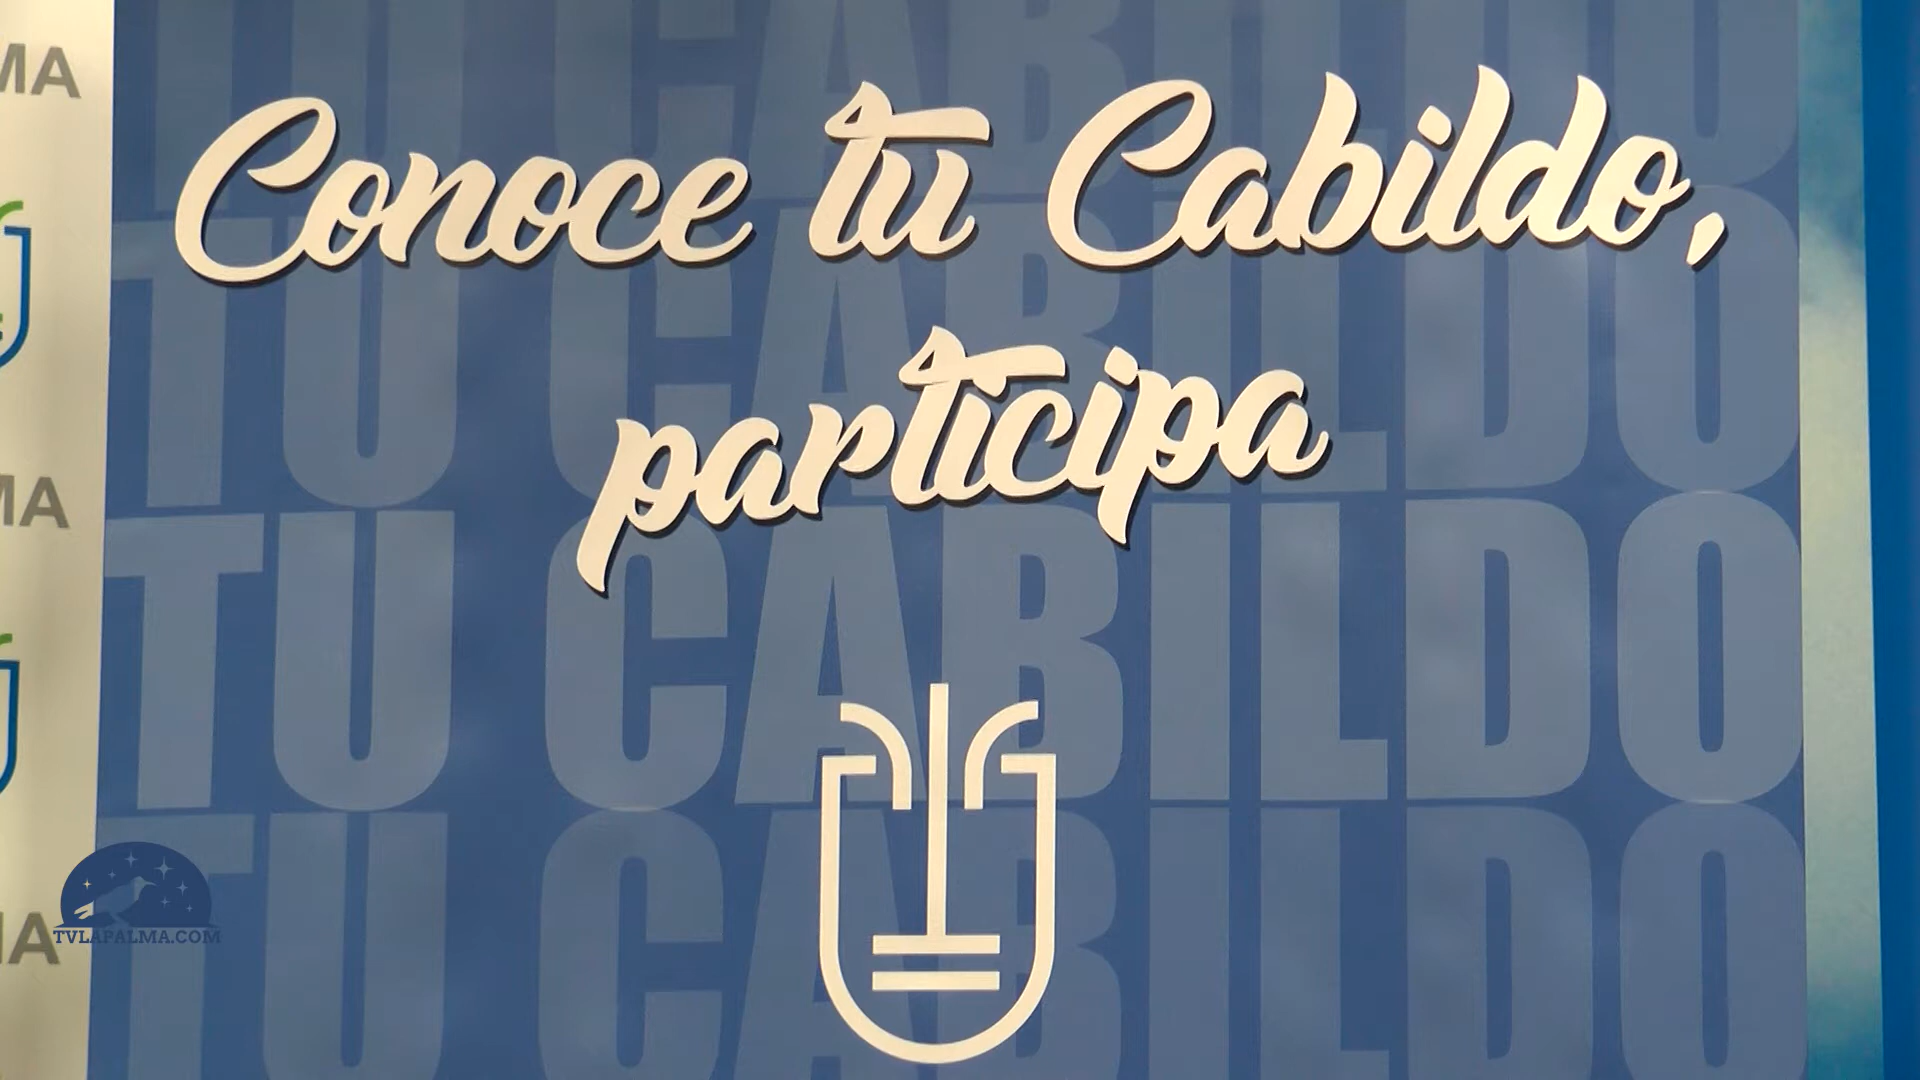 MA
Conoce tu Cabildo,
participa
MA
MA
TU CABILDO
TU CABILDO
TU CABILDO
TU CABILDO
TVLAPALMA.COM